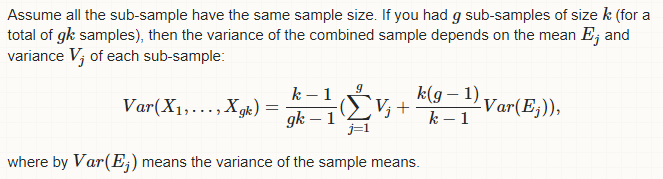 Assume all the sub-sample have the same sample size. If you had g sub-samples of size k (for a
total of gk samples), then the variance of the combined sample depends on the mean E_j and
variance V_j of each sub-sample:
Var(X_1, . . . , X_{gk}) = \frac{k − 1}{gk − 1}(\sum_{j=1}^{g} V_j + \frac{k(g − 1)}{k − 1} Var(E_j)),
where by Var(E_j) means the variance of the sample means.